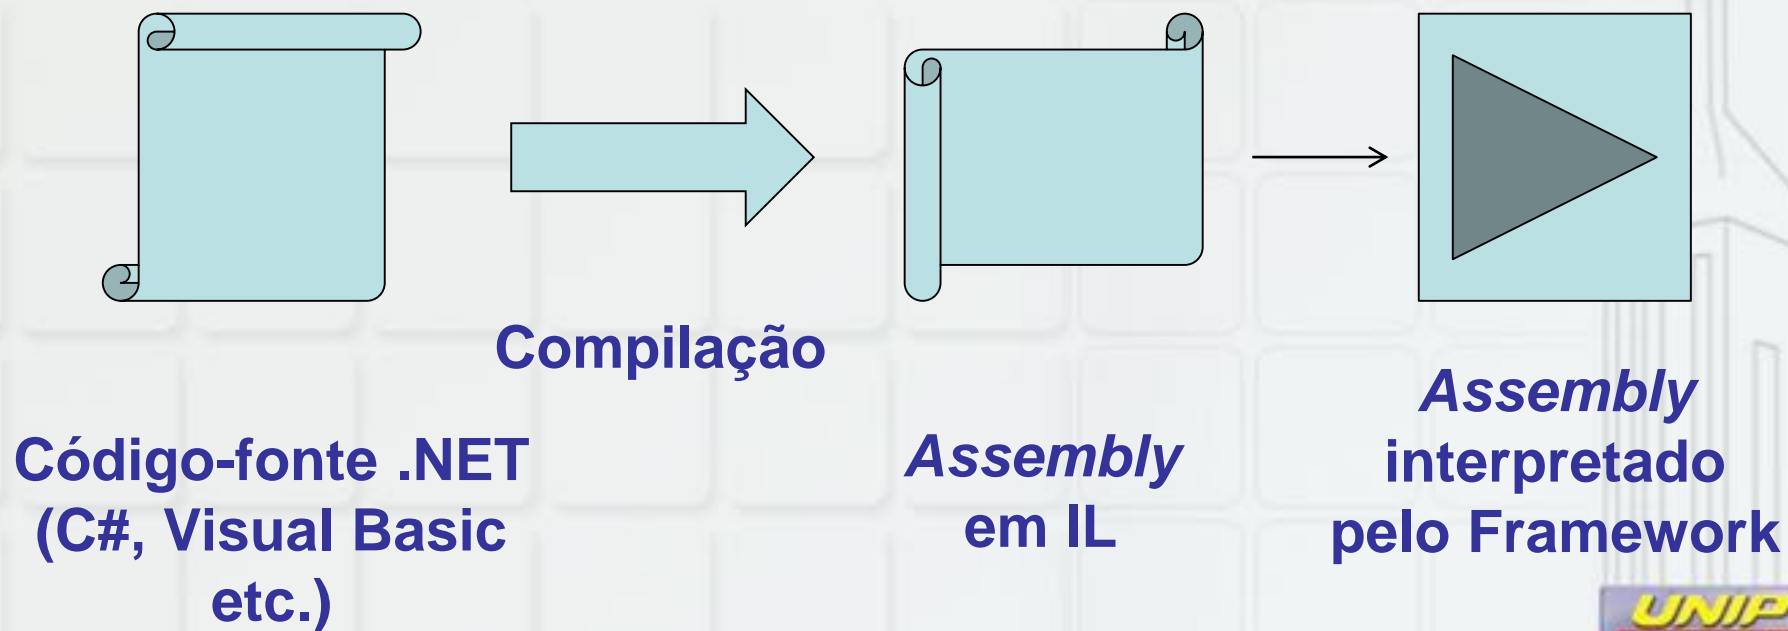 Compilação
Código-fonte .NET
(C#, Visual Basic
etc.)
Assembly
em IL
Assembly
interpretado
pelo Framework
UNIP